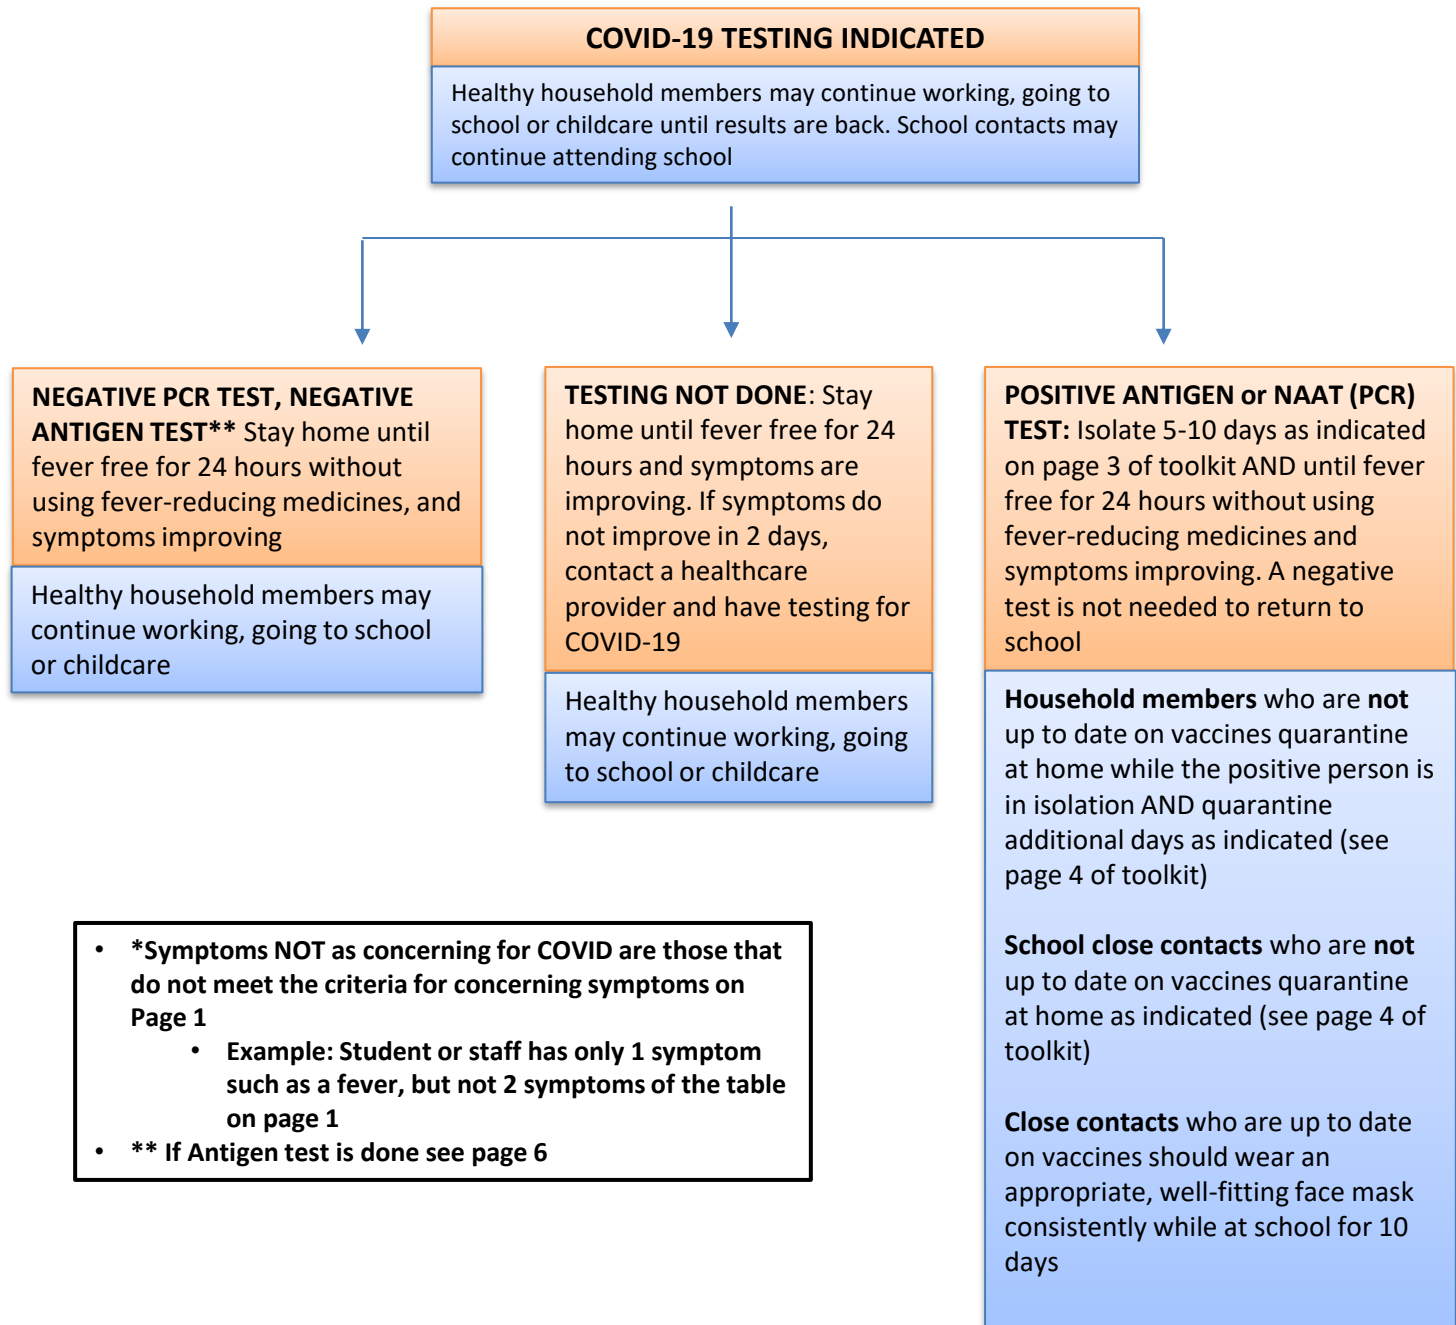 COVID-19 TESTING INDICATED
Healthy household members may continue working, going to
school or childcare until results are back. School contacts may
continue attending school
NEGATIVE PCR TEST, NEGATIVE
ANTIGEN TEST** Stay home until
fever free for 24 hours without
using fever-reducing medicines, and
symptoms improving
Healthy household members may
continue working, going to school
or childcare
TESTING NOT DONE: Stay
home until fever free for 24
hours and symptoms are
improving. If symptoms do
not improve in 2 days,
contact a healthcare
provider and have testing for
COVID-19
Healthy household members
may continue working, going
to school or childcare
POSITIVE ANTIGEN or NAAT (PCR)
TEST: Isolate 5-10 days as indicated
on page 3 of toolkit AND until fever
free for 24 hours without using
fever-reducing medicines and
symptoms improving. A negative
test is not needed to return to
school
Household members who are not
up to date on vaccines quarantine
at home while the positive person is
in isolation AND quarantine
additional days as indicated (see
page 4 of toolkit)
School close contacts who are not
up to date on vaccines quarantine
at home as indicated (see page 4 of
toolkit)
Close contacts who are up to date
on vaccines should wear an
appropriate, well-fitting face mask
consistently while at school for 10
days
• *Symptoms NOT as concerning for COVID are those that
do not meet the criteria for concerning symptoms on
Page 1
• Example: Student or staff has only 1 symptom
such as a fever, but not 2 symptoms of the table
on page 1
• ** If Antigen test is done see page 6